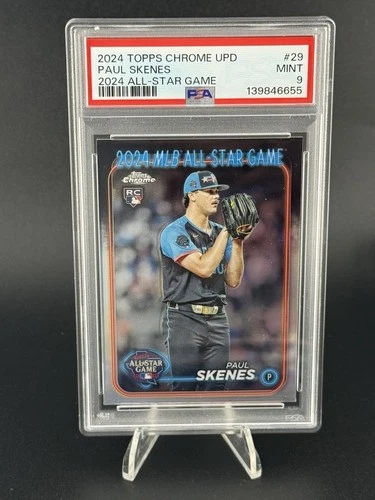 2024 TOPPS CHROME UPD #29
PAUL SKENES MINT
2024 ALL-STAR GAME 9
PSA 139846655
2024 MLB ALL-STAR GAME
Topps
Chrome
RC
ALL-STAR
GAME
PAUL
SKENES
P